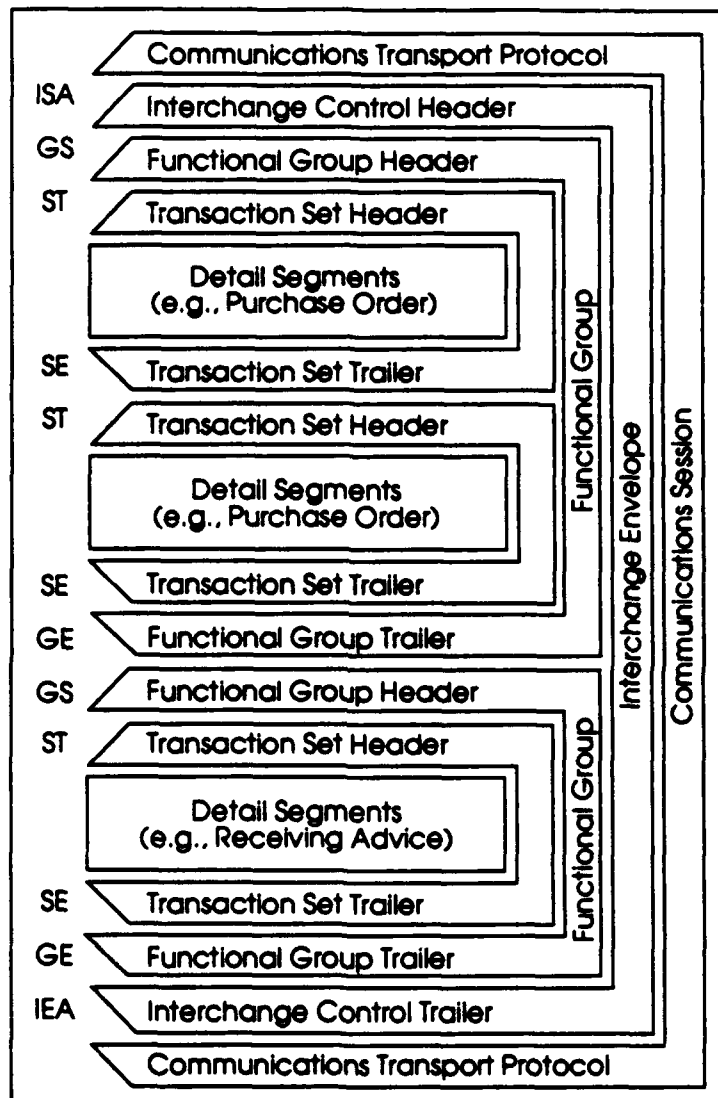 Communications Transport Protocol
ISA Interchange Control Header
GS Functional Group Header
ST Transaction Set Header
Detail Segments
(e.g., Purchase Order)
SE Transaction Set Trailer
ST Transaction Set Header
Detail Segments
(e.g., Purchase Order)
SE Transaction Set Trailer
GE Functional Group Trailer
Functional Group
GS Functional Group Header
ST Transaction Set Header
Detail Segments
(e.g., Receiving Advice)
SE Transaction Set Trailer
GE Functional Group Trailer
Functional Group
IEA Interchange Control Trailer
Interchange Envelope
Communications Transport Protocol
Communications Session